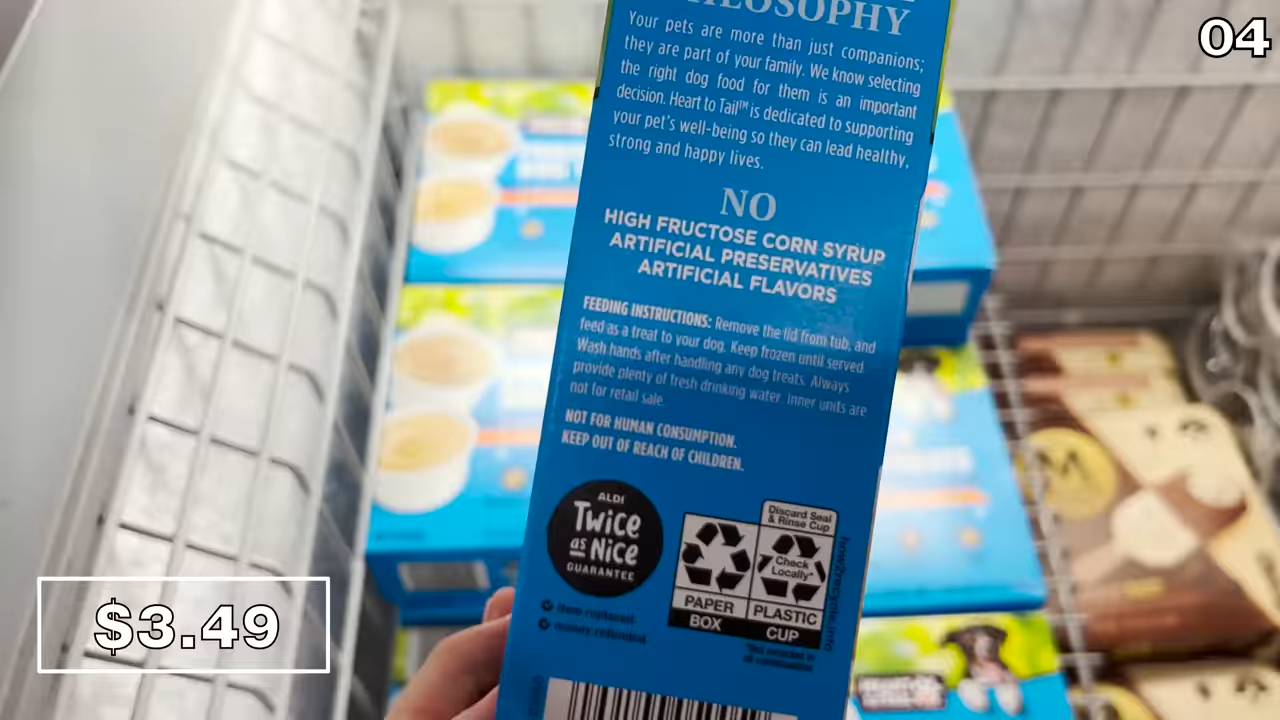 04
PHILOSOPHY
Your pets are more than just companions;
they are part of your family. We know selecting
the right dog food for them is an important
decision. Heart to Tail™ is dedicated to supporting
your pet's well-being so they can lead healthy,
strong and happy lives.
NO
HIGH FRUCTOSE CORN SYRUP
ARTIFICIAL PRESERVATIVES
ARTIFICIAL FLAVORS
FEEDING INSTRUCTIONS: Remove the lid from tub, and
feed as a treat to your dog. Keep frozen until served.
Wash hands after handling any dog treats. Always
provide plenty of fresh drinking water. Inner units are
not for retail sale.
NOT FOR HUMAN CONSUMPTION.
KEEP OUT OF REACH OF CHILDREN.
ALDI
Twice
as Nice
GUARANTEE
item replaced
money refunded
Discard Seal
& Rinse Cup
Check
Locally*
PAPER
PLASTIC
BOX
CUP
how2recycle.info
*Not recycled in
all communities
M
$3.49